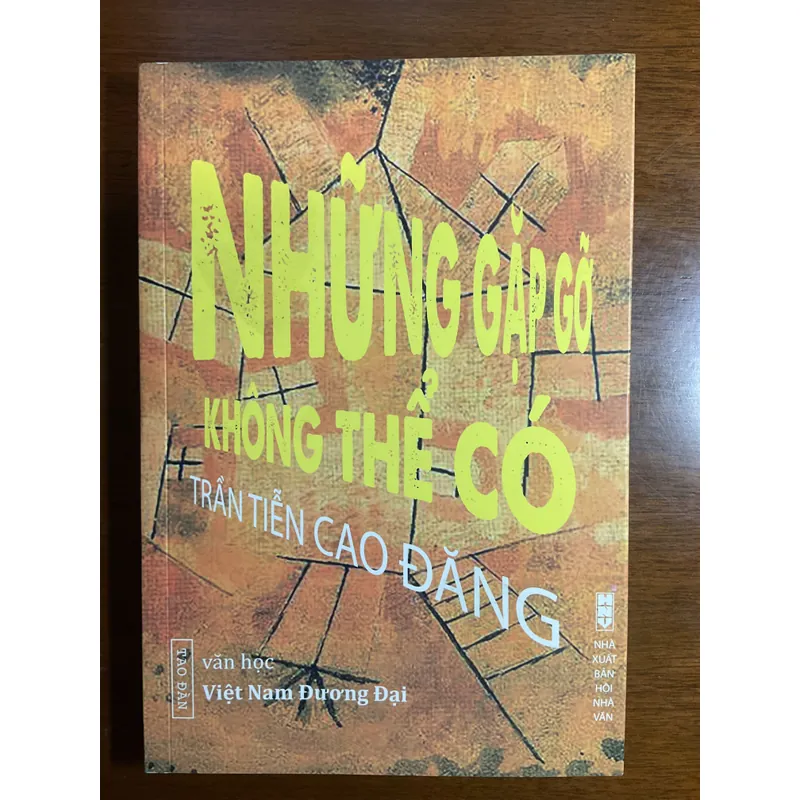 NHỮNG GẶP GỠ
KHÔNG THỂ CÓ
TRẦN TIỄN CAO ĐĂNG
TAO ĐÀN
văn học
Việt Nam Đương Đại
HNV
NHÀ
XUẤT
BẢN
HỘI
NHÀ
VĂN